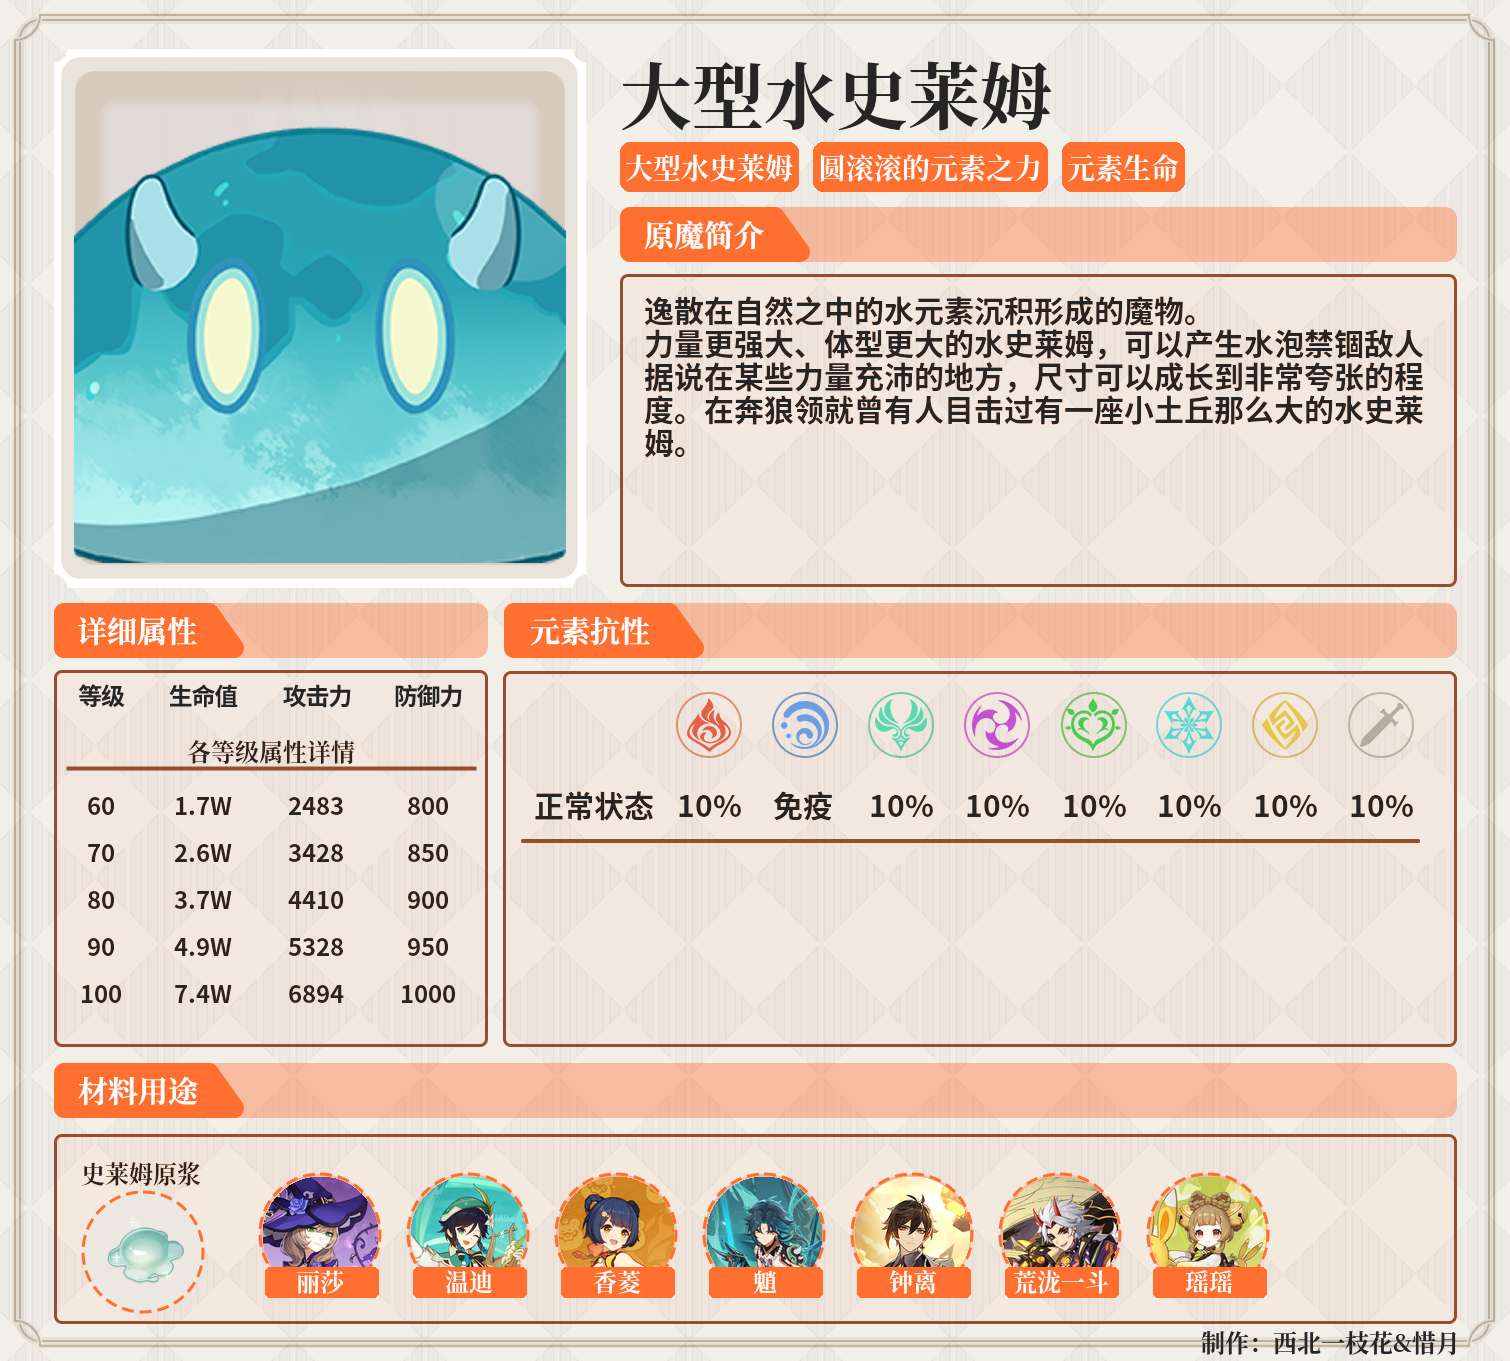 大型水史莱姆
大型水史莱姆 圆滚滚的元素之力 元素生命
原魔简介
逸散在自然之中的水元素沉积形成的魔物。
力量更强大、体型更大的水史莱姆，可以产生水泡禁锢敌人
据说在某些力量充沛的地方，尺寸可以成长到非常夸张的程
度。在奔狼领就曾有人目击过有一座小土丘那么大的水史莱
姆。
详细属性
等级 生命值 攻击力 防御力
各等级属性详情
60 1.7W 2483 800
70 2.6W 3428 850
80 3.7W 4410 900
90 4.9W 5328 950
100 7.4W 6894 1000
元素抗性
正常状态 10% 免疫 10% 10% 10% 10% 10% 10%
材料用途
史莱姆原浆
丽莎 温迪 香菱 魈 钟离 荒泷一斗 瑶瑶
制作：西北一枝花&惜月